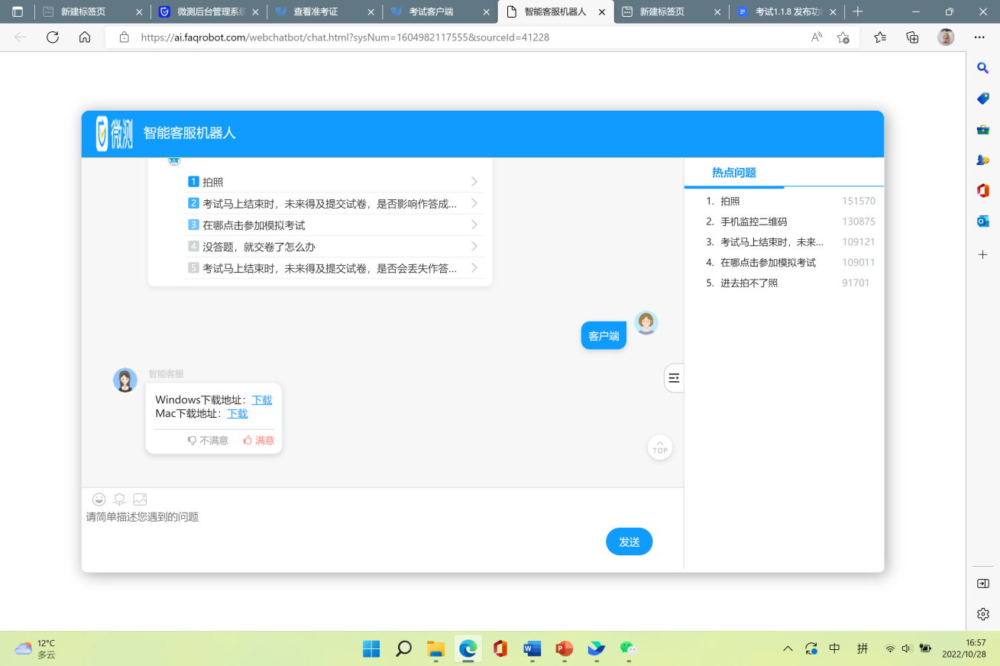 新建标签页
微测后台管理系统
查看准考证
考试客户端
智能客服机器人
新建标签页
考试1.1.8 发布功
https://ai.faqrobot.com/webchatbot/chat.html?sysNum=1604982117555&sourceId=41228
微测
智能客服机器人
1 拍照
2 考试马上结束时，未来得及提交试卷，是否影响作答成...
3 在哪点击参加模拟考试
4 没答题，就交卷了怎么办
5 考试马上结束时，未来得及提交试卷，是否会丢失作答...
客户端
智能客服
Windows下载地址：下载
Mac下载地址：下载
不满意 满意
TOP
请简单描述您遇到的问题
发送
热点问题
1. 拍照 151570
2. 手机监控二维码 130875
3. 考试马上结束时，未来... 109121
4. 在哪点击参加模拟考试 109011
5. 进去拍不了照 91701
12°C
多云
中
拼
16:57
2022/10/28